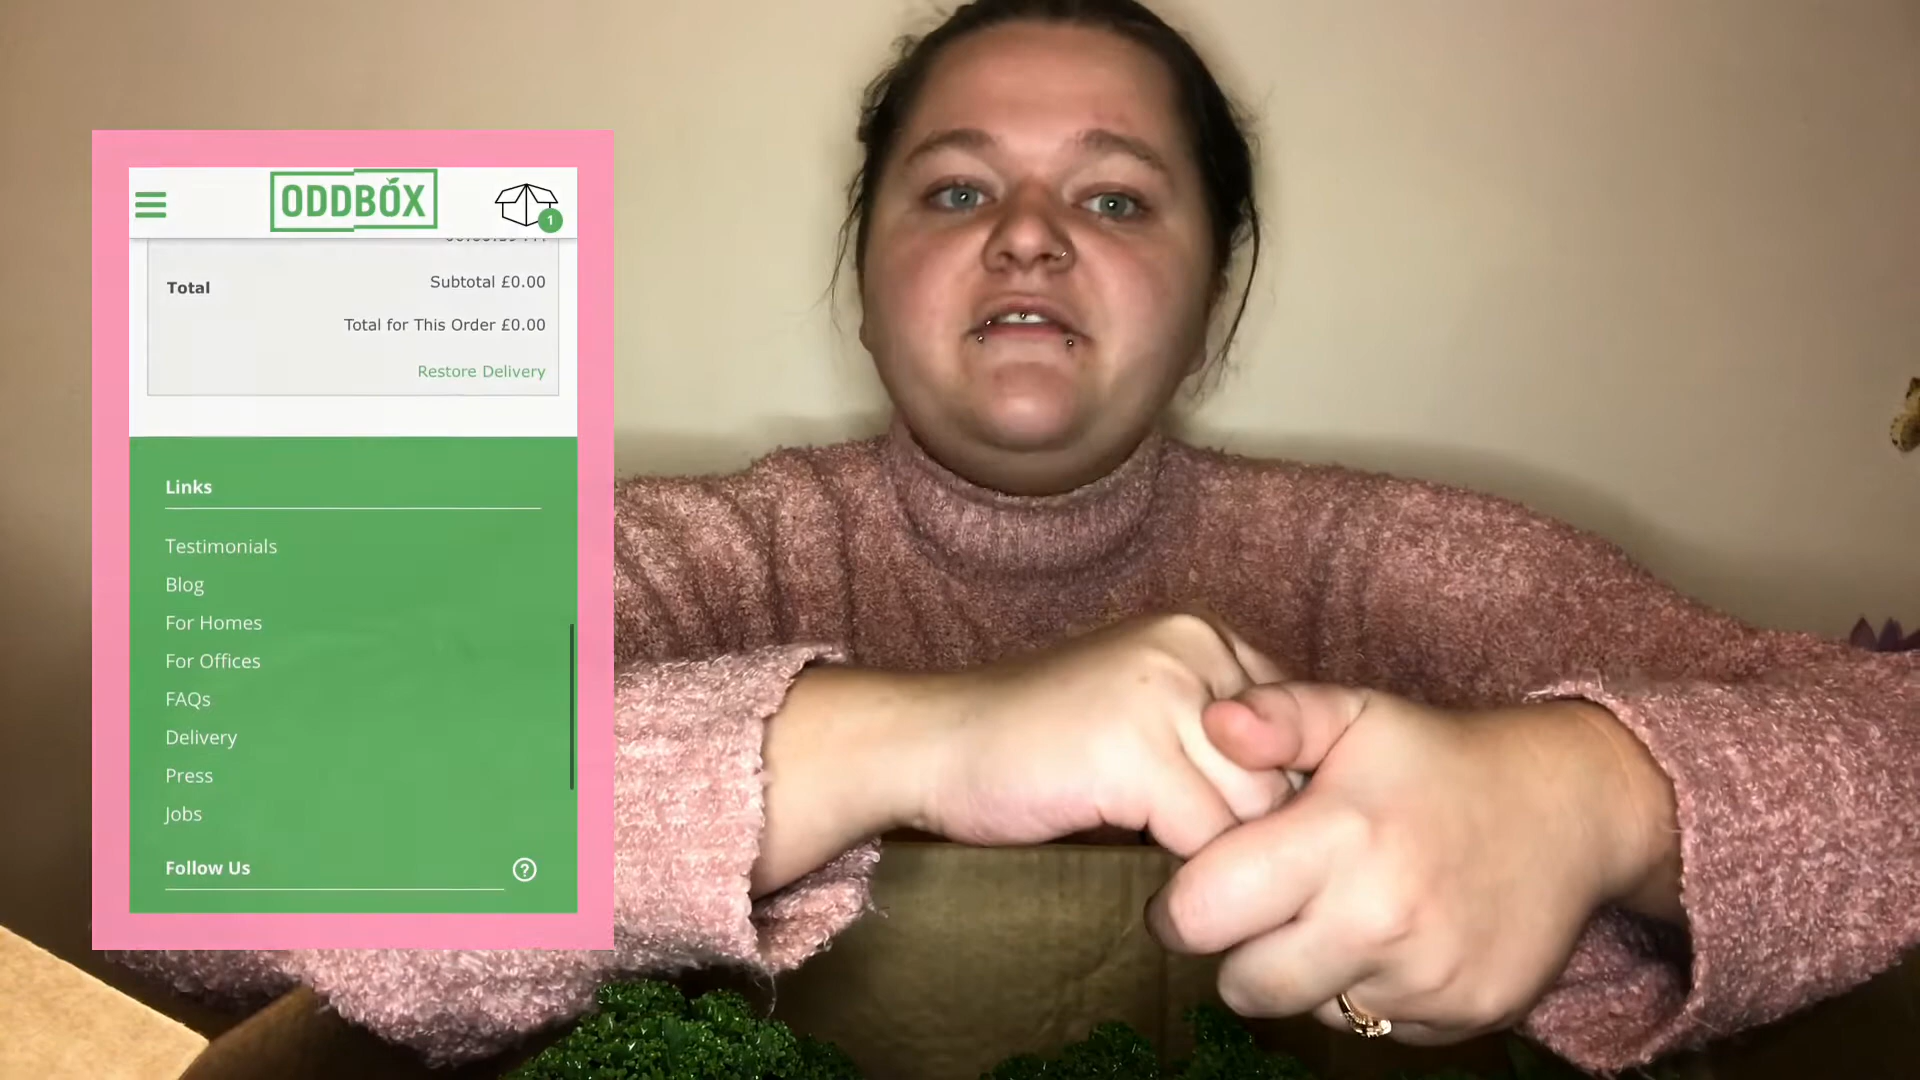 ODDBOX
1
Total
Subtotal £0.00
Total for This Order £0.00
Restore Delivery
Links
Testimonials
Blog
For Homes
For Offices
FAQs
Delivery
Press
Jobs
Follow Us
?